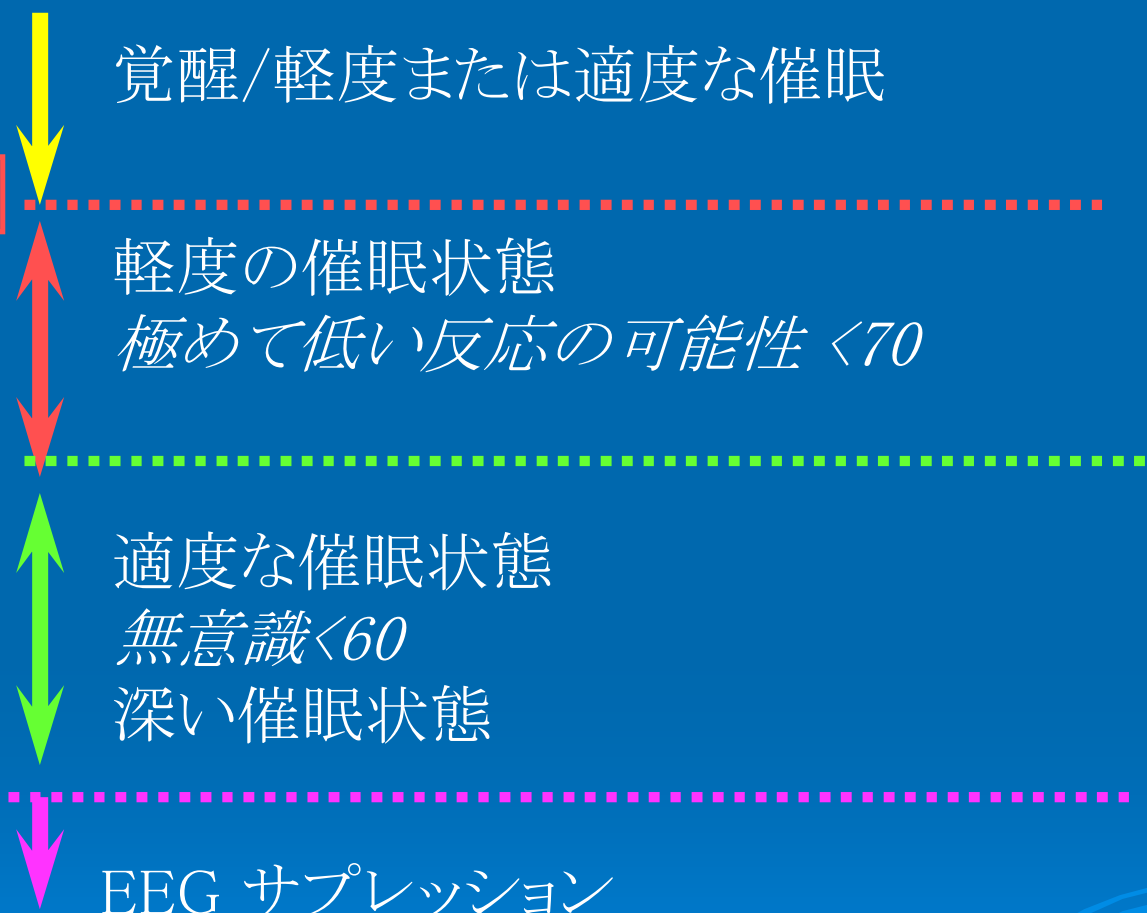 覚醒/軽度または適度な催眠
軽度の催眠状態
極めて低い反応の可能性 <70
適度な催眠状態
無意識<60
深い催眠状態
EEG サプレッション